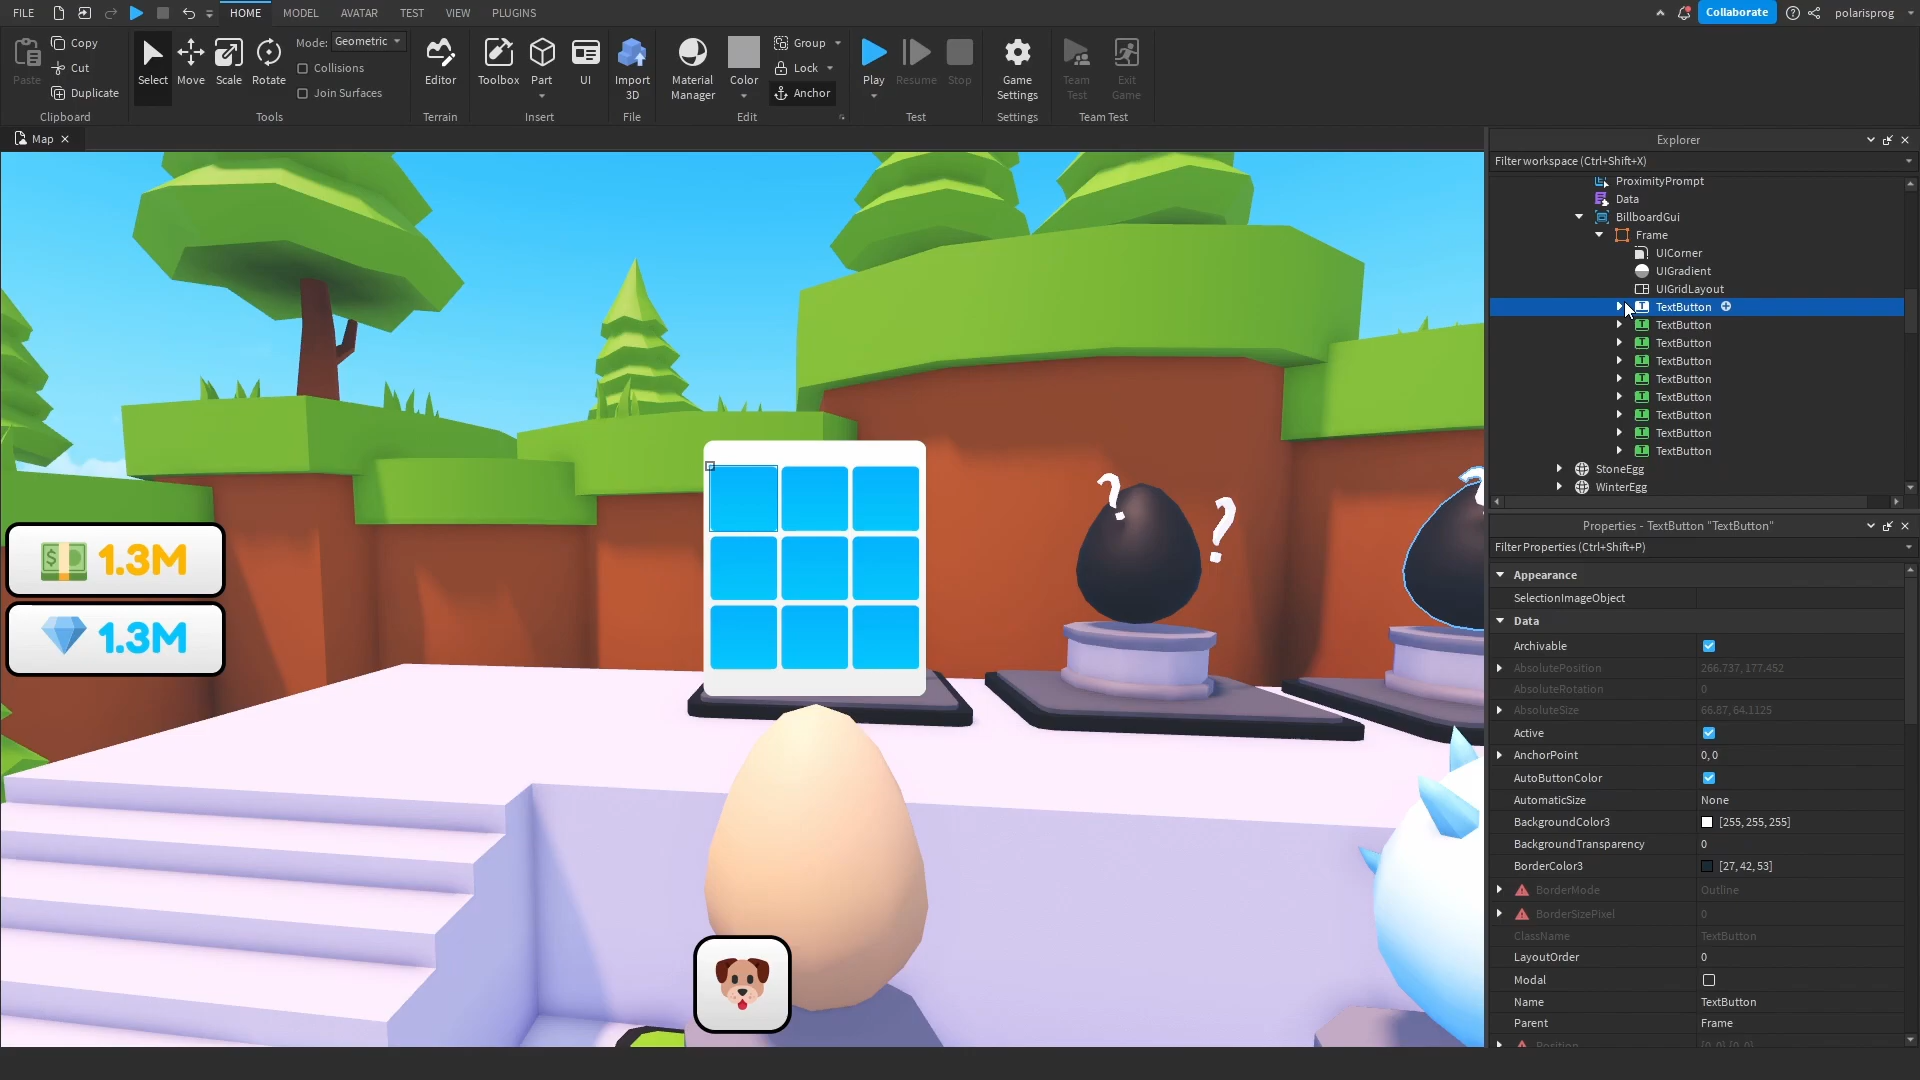 FILE
HOME
MODEL
AVATAR
TEST
VIEW
PLUGINS
Collaborate
polarisprog
Paste
Copy
Cut
Duplicate
Clipboard
Select
Move
Scale
Rotate
Mode:
Geometric
Collisions
Join Surfaces
Tools
Editor
Terrain
Toolbox
Part
UI
Insert
Import
3D
File
Material
Manager
Color
Group
Lock
Anchor
Edit
Play
Resume
Stop
Test
Game
Settings
Settings
Team
Test
Exit
Game
Team Test
Map
1.3M
1.3M
?
?
Explorer
Filter workspace (Ctrl+Shift+X)
ProximityPrompt
Data
BillboardGui
Frame
UICorner
UIGradient
UIGridLayout
TextButton
TextButton
TextButton
TextButton
TextButton
TextButton
TextButton
TextButton
TextButton
StoneEgg
WinterEgg
Properties - TextButton "TextButton"
Filter Properties (Ctrl+Shift+P)
Appearance
SelectionImageObject
Data
Archivable
AbsolutePosition 266.737, 177.452
AbsoluteRotation 0
AbsoluteSize 66.87, 64.1125
Active
AnchorPoint 0, 0
AutoButtonColor
AutomaticSize None
BackgroundColor3 [255, 255, 255]
BackgroundTransparency 0
BorderColor3 [27, 42, 53]
BorderMode Outline
BorderSizePixel 0
ClassName TextButton
LayoutOrder 0
Modal
Name TextButton
Parent Frame
Position {0, 0}, {0, 0}